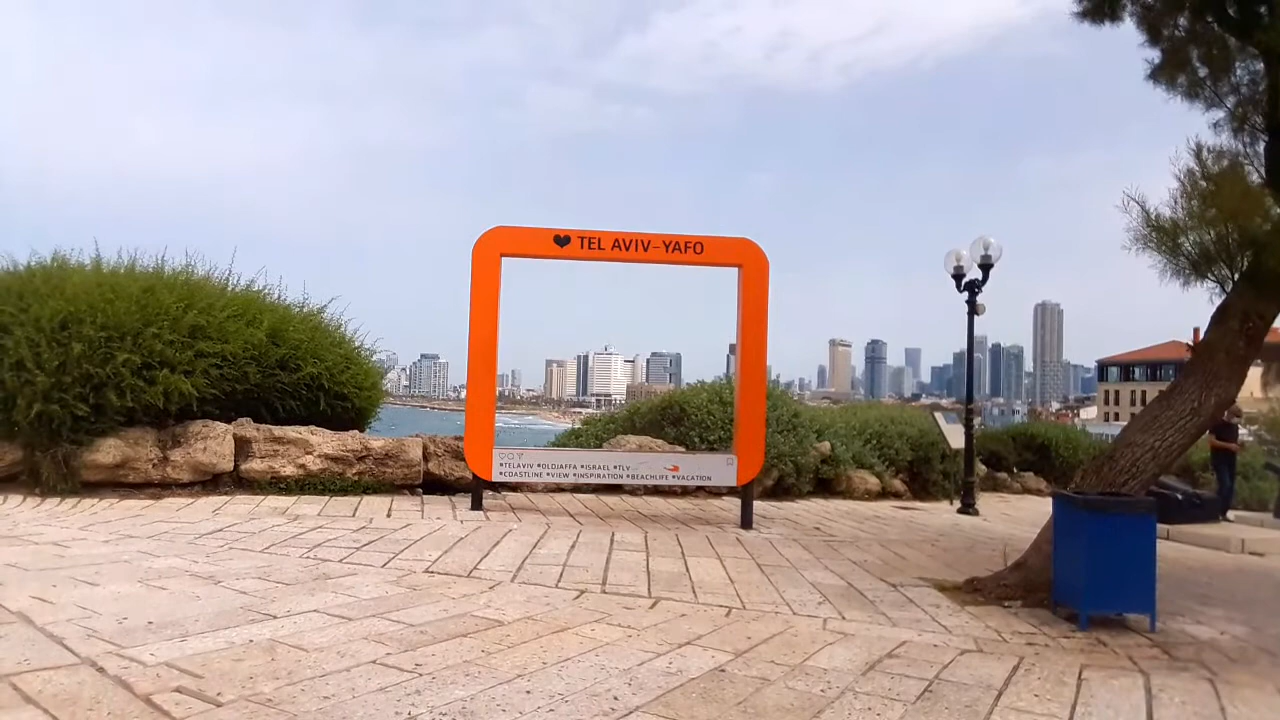 TEL AVIV-YAFO
#TELAVIV #OLDJAFFA #ISRAEL #TLV
#COASTLINE #VIEW #INSPIRATION #BEACHLIFE #VACATION